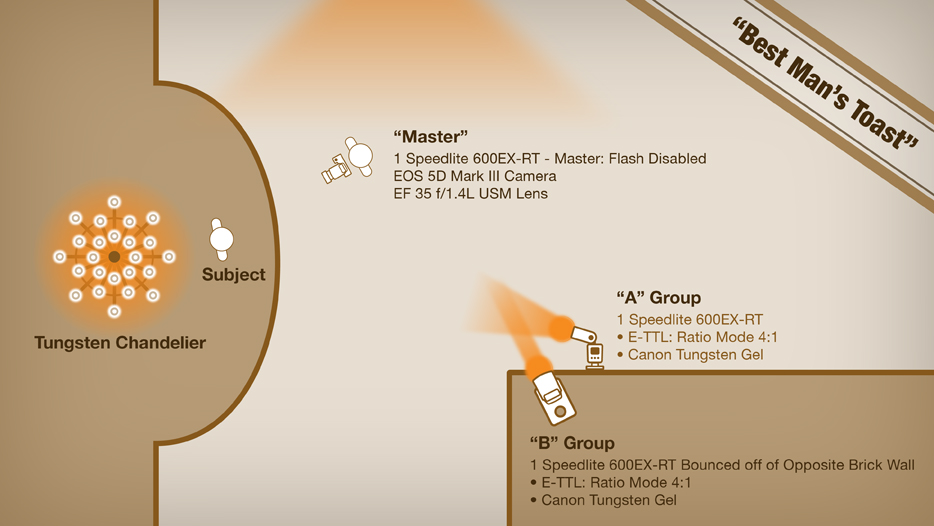 “Best Man’s Toast”
“Master”
1 Speedlite 600EX-RT - Master: Flash Disabled
EOS 5D Mark III Camera
EF 35 f/1.4L USM Lens
Subject
Tungsten Chandelier
“A” Group
1 Speedlite 600EX-RT
• E-TTL: Ratio Mode 4:1
• Canon Tungsten Gel
“B” Group
1 Speedlite 600EX-RT Bounced off of Opposite Brick Wall
• E-TTL: Ratio Mode 4:1
• Canon Tungsten Gel